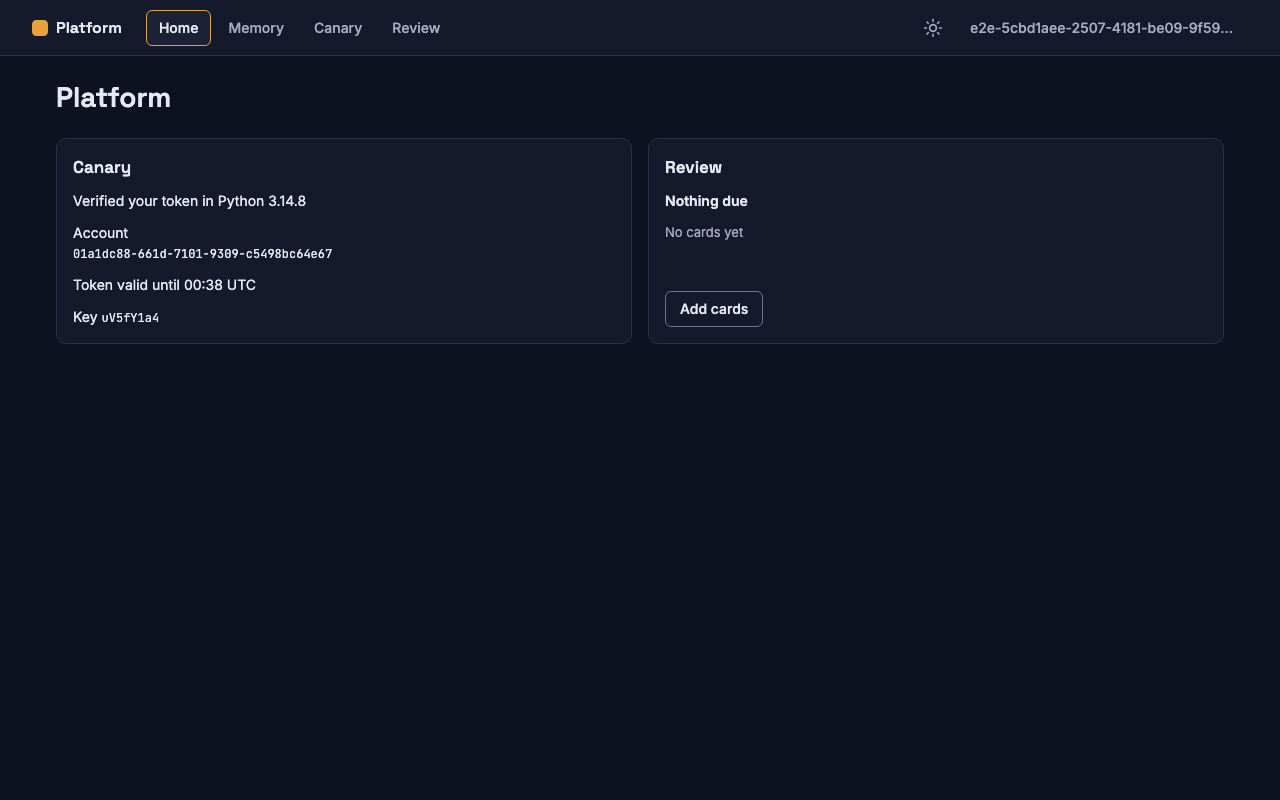 Platform
Home
Memory
Canary
Review
e2e-5cbd1aee-2507-4181-be09-9f59...
Platform
Canary
Verified your token in Python 3.14.8
Account
01a1dc88-661d-7101-9309-c5498bc64e67
Token valid until 00:38 UTC
Key uV5fY1a4
Review
Nothing due
No cards yet
Add cards